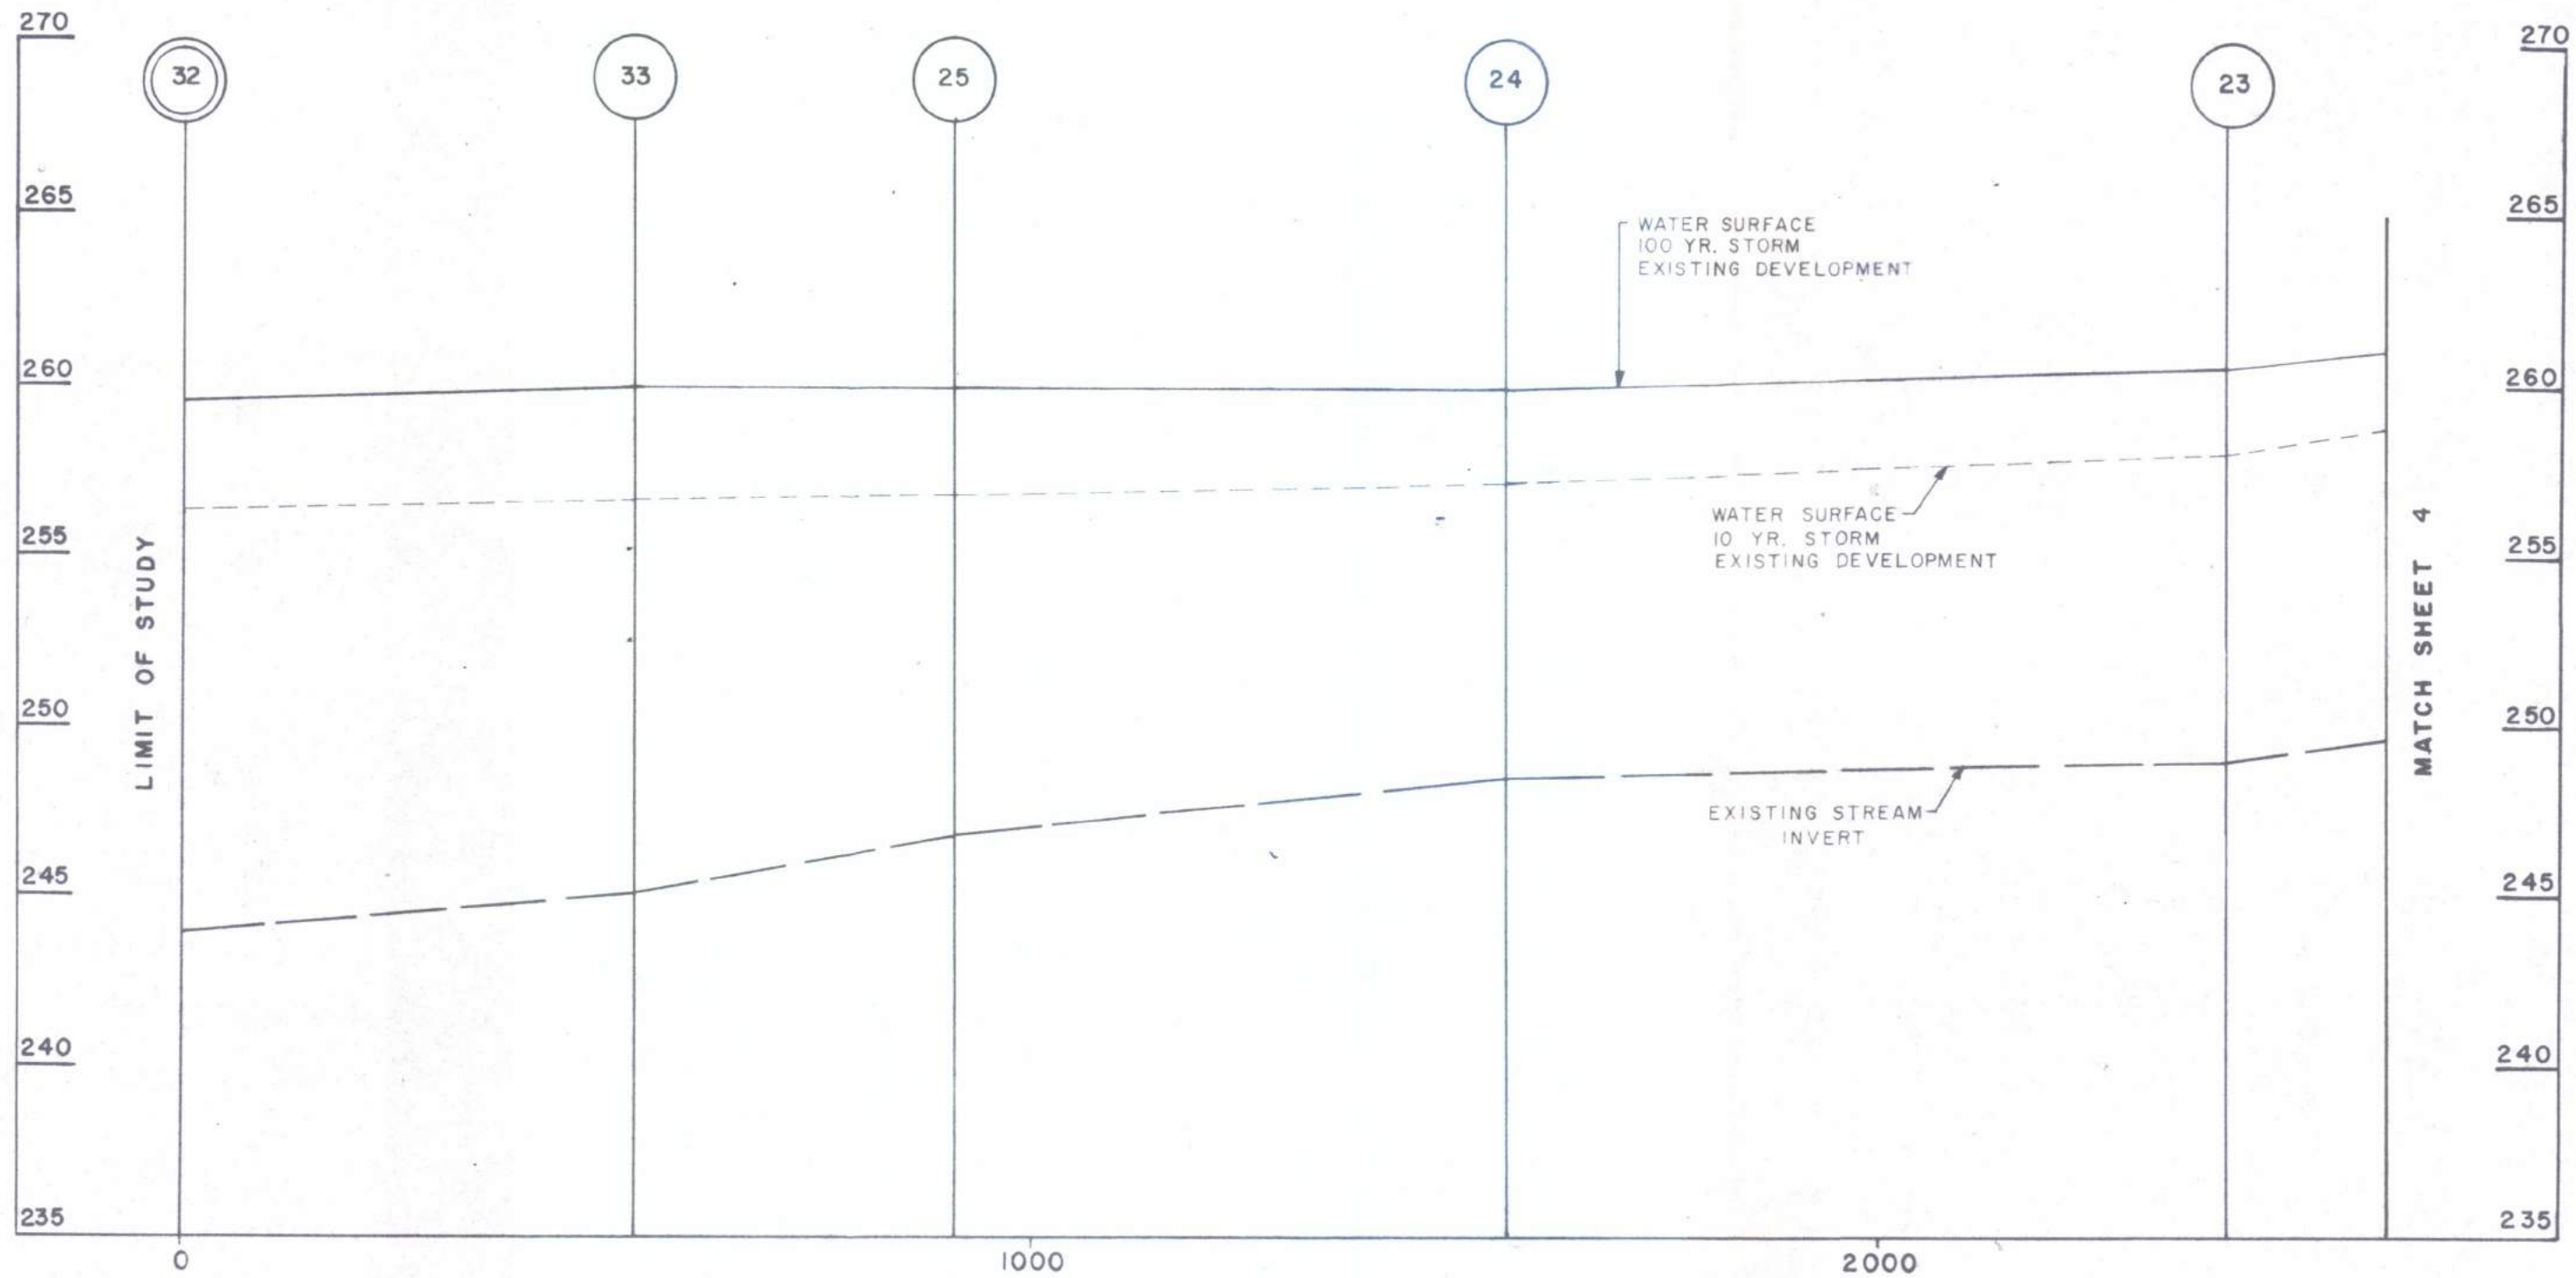 270
270
32
33
25
24
23
265
265
WATER SURFACE
100 YR. STORM
EXISTING DEVELOPMENT
260
260
WATER SURFACE
10 YR. STORM
EXISTING DEVELOPMENT
255
255
LIMIT OF STUDY
MATCH SHEET 4
250
250
EXISTING STREAM
INVERT
245
245
240
240
235
235
0
1000
2000